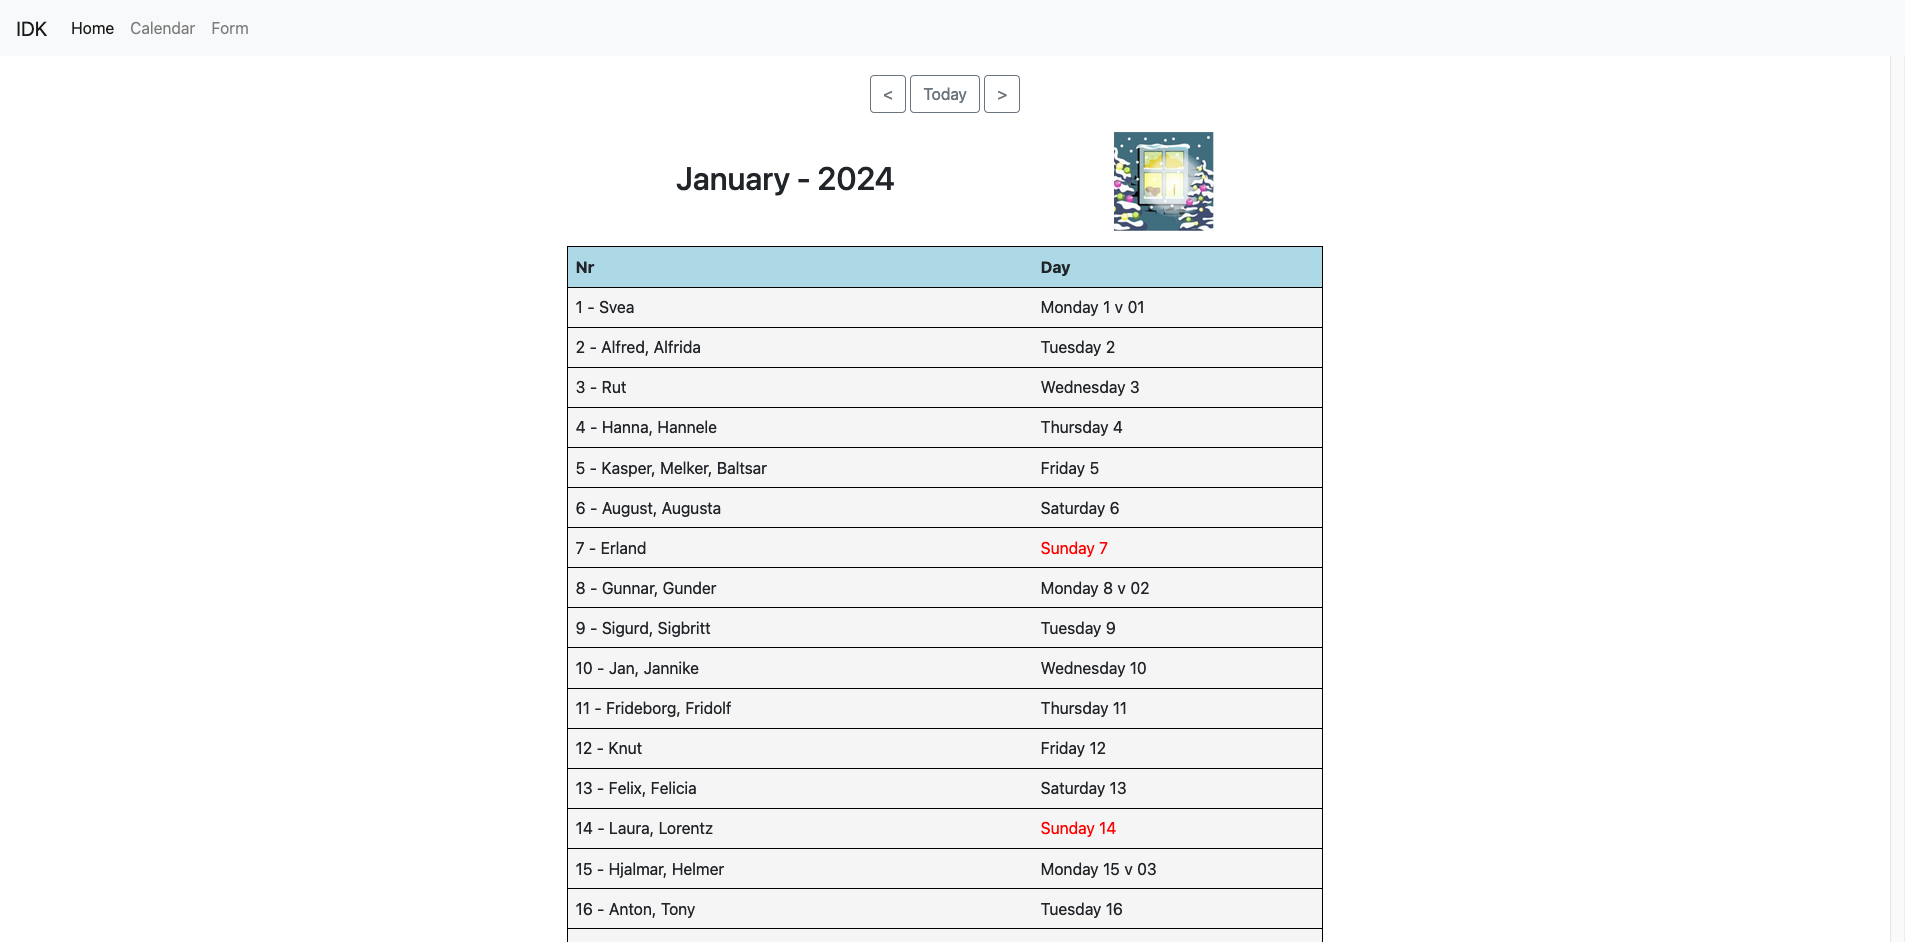 IDK Home Calendar Form
< Today >
January - 2024
Nr Day
1 - Svea Monday 1 v 01
2 - Alfred, Alfrida Tuesday 2
3 - Rut Wednesday 3
4 - Hanna, Hannele Thursday 4
5 - Kasper, Melker, Baltsar Friday 5
6 - August, Augusta Saturday 6
7 - Erland Sunday 7
8 - Gunnar, Gunder Monday 8 v 02
9 - Sigurd, Sigbritt Tuesday 9
10 - Jan, Jannike Wednesday 10
11 - Frideborg, Fridolf Thursday 11
12 - Knut Friday 12
13 - Felix, Felicia Saturday 13
14 - Laura, Lorentz Sunday 14
15 - Hjalmar, Helmer Monday 15 v 03
16 - Anton, Tony Tuesday 16